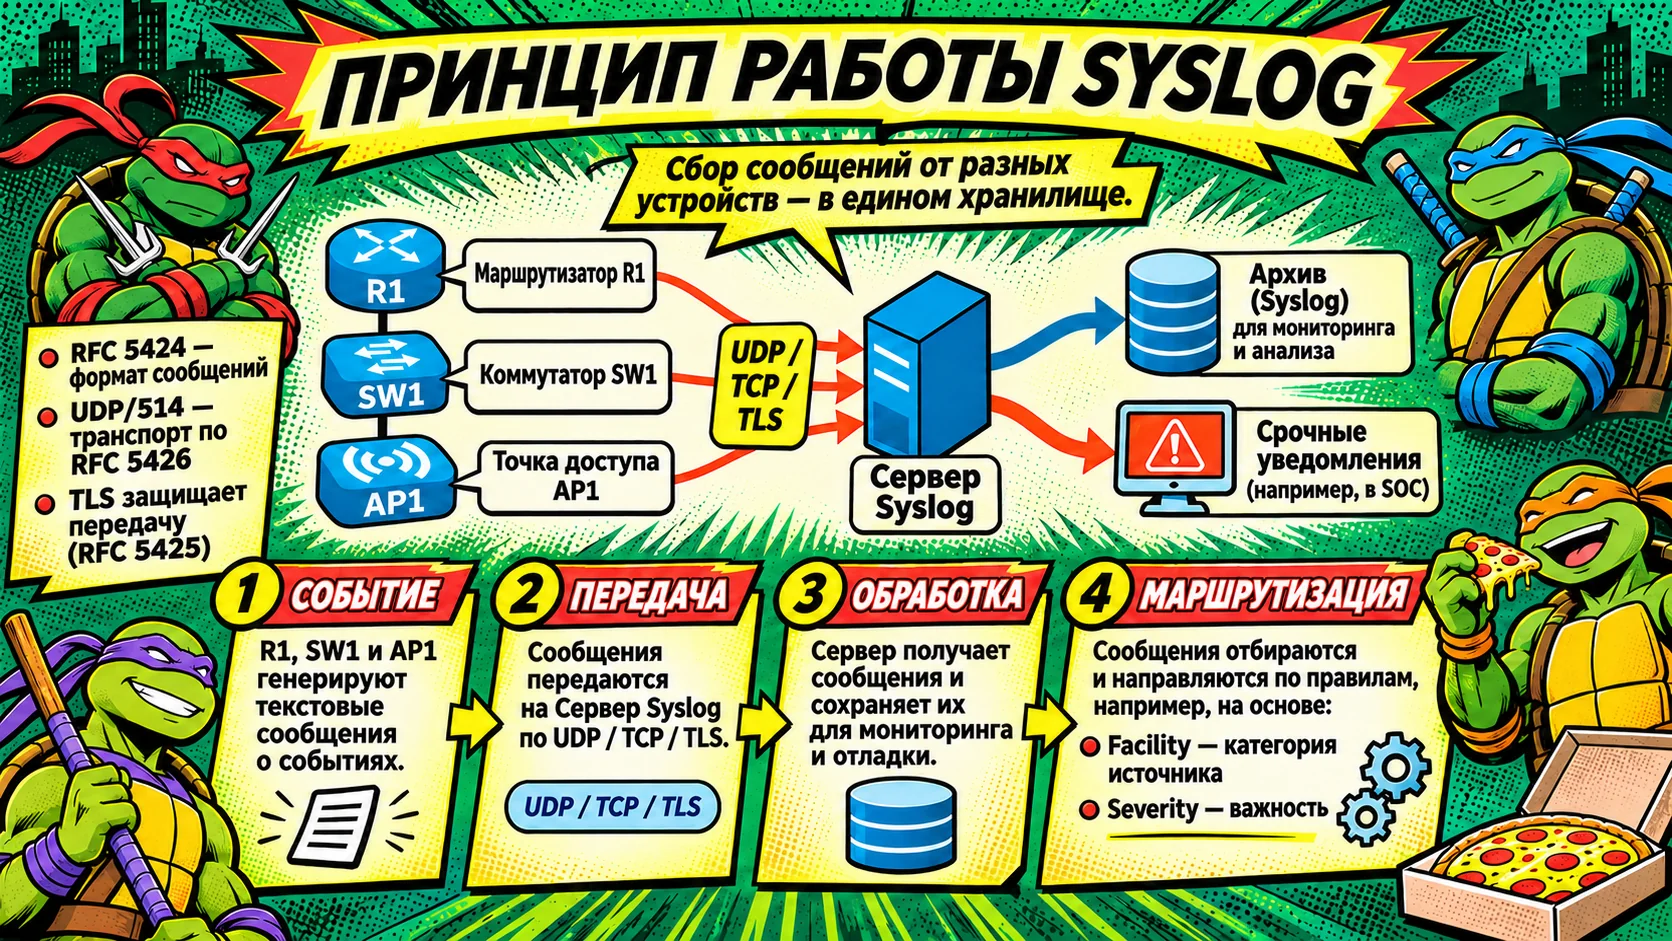 ПРИНЦИП РАБОТЫ SYSLOG
Сбор сообщений от разных
устройств — в едином хранилище.
R1
Маршрутизатор R1
SW1
Коммутатор SW1
AP1
Точка доступа
AP1
UDP /
TCP /
TLS
Сервер
Syslog
Архив
(Syslog)
для мониторинга
и анализа
Срочные
уведомления
(например, в SOC)
RFC 5424 —
формат сообщений
UDP/514 —
транспорт по
RFC 5426
TLS защищает
передачу
(RFC 5425)
1 СОБЫТИЕ
R1, SW1 и AP1
генерируют
текстовые
сообщения
о событиях.
2 ПЕРЕДАЧА
Сообщения
передаются
на Сервер Syslog
по UDP / TCP / TLS.
UDP / TCP / TLS
3 ОБРАБОТКА
Сервер получает
сообщения и
сохраняет их
для мониторинга
и отладки.
4 МАРШРУТИЗАЦИЯ
Сообщения отбираются
и направляются по правилам,
например, на основе:
Facility — категория
источника
Severity — важность